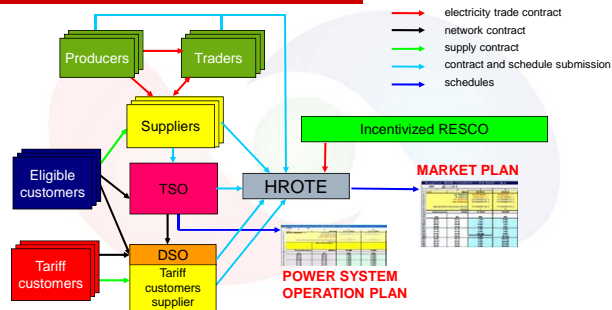 electricity trade contract
network contract
supply contract
contract and schedule submission
schedules
Producers
Traders
Suppliers
Incentivized RESCO
Eligible
customers
TSO
HROTE
MARKET PLAN
DSO
Tariff
customers
supplier
Tariff
customers
POWER SYSTEM
OPERATION PLAN